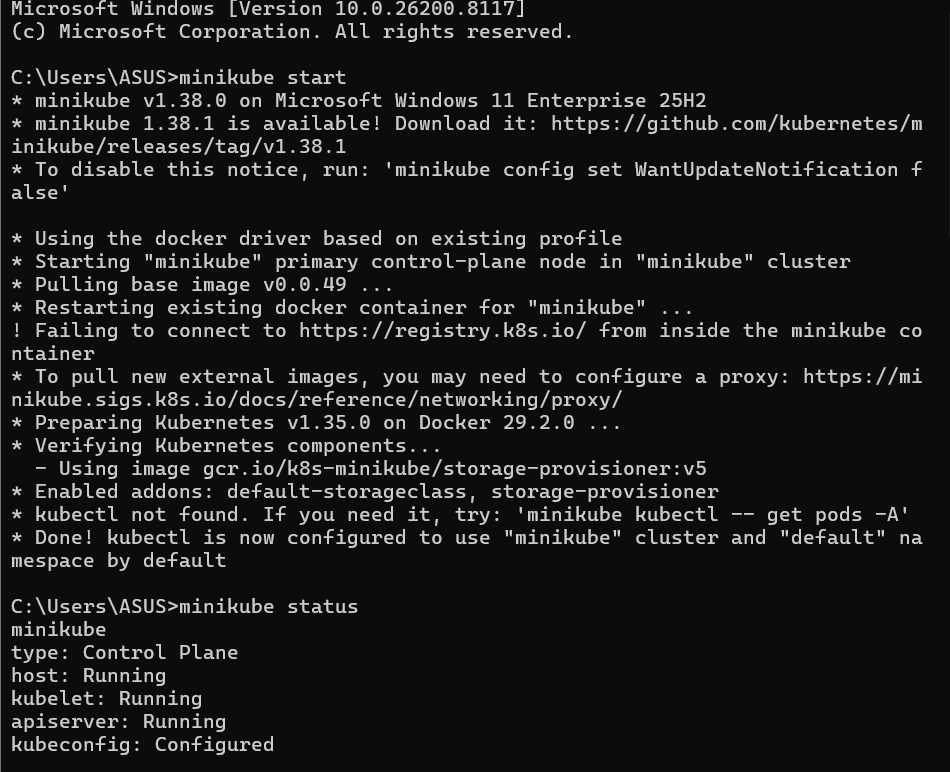 Microsoft Windows [Version 10.0.26200.8117]
(c) Microsoft Corporation. All rights reserved.
C:\Users\ASUS>minikube start
* minikube v1.38.0 on Microsoft Windows 11 Enterprise 25H2
* minikube 1.38.1 is available! Download it: https://github.com/kubernetes/m
inikube/releases/tag/v1.38.1
* To disable this notice, run: 'minikube config set WantUpdateNotification f
alse'
* Using the docker driver based on existing profile
* Starting "minikube" primary control-plane node in "minikube" cluster
* Pulling base image v0.0.49 ...
* Restarting existing docker container for "minikube" ...
! Failing to connect to https://registry.k8s.io/ from inside the minikube co
ntainer
* To pull new external images, you may need to configure a proxy: https://mi
nikube.sigs.k8s.io/docs/reference/networking/proxy/
* Preparing Kubernetes v1.35.0 on Docker 29.2.0 ...
* Verifying Kubernetes components...
  - Using image gcr.io/k8s-minikube/storage-provisioner:v5
* Enabled addons: default-storageclass, storage-provisioner
* kubectl not found. If you need it, try: 'minikube kubectl -- get pods -A'
* Done! kubectl is now configured to use "minikube" cluster and "default" na
mespace by default
C:\Users\ASUS>minikube status
minikube
type: Control Plane
host: Running
kubelet: Running
apiserver: Running
kubeconfig: Configured